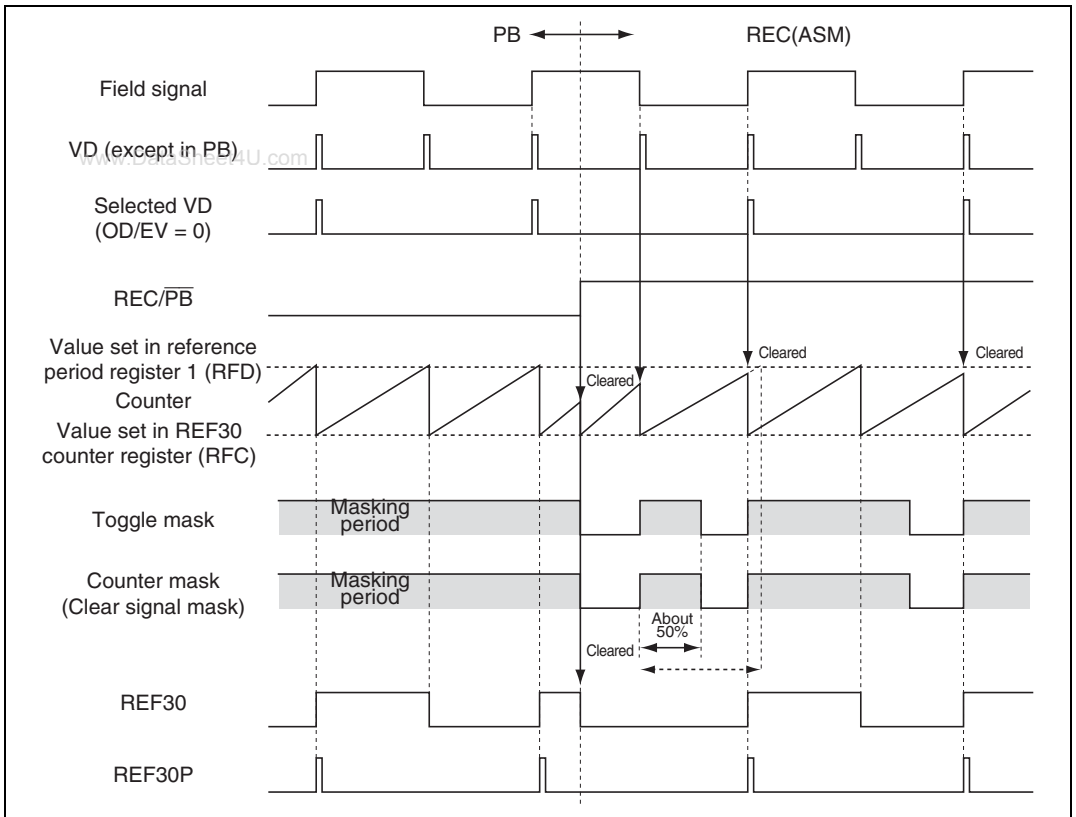 PB REC(ASM)
Field signal
VD (except in PB)
www.DataSheet4U.com
Selected VD
(OD/EV = 0)
REC/PB
Value set in reference
period register 1 (RFD)
Cleared
Cleared
Cleared
Counter
Value set in REF30
counter register (RFC)
Toggle mask
Masking
period
Counter mask
(Clear signal mask)
Masking
period
About
50%
Cleared
REF30
REF30P